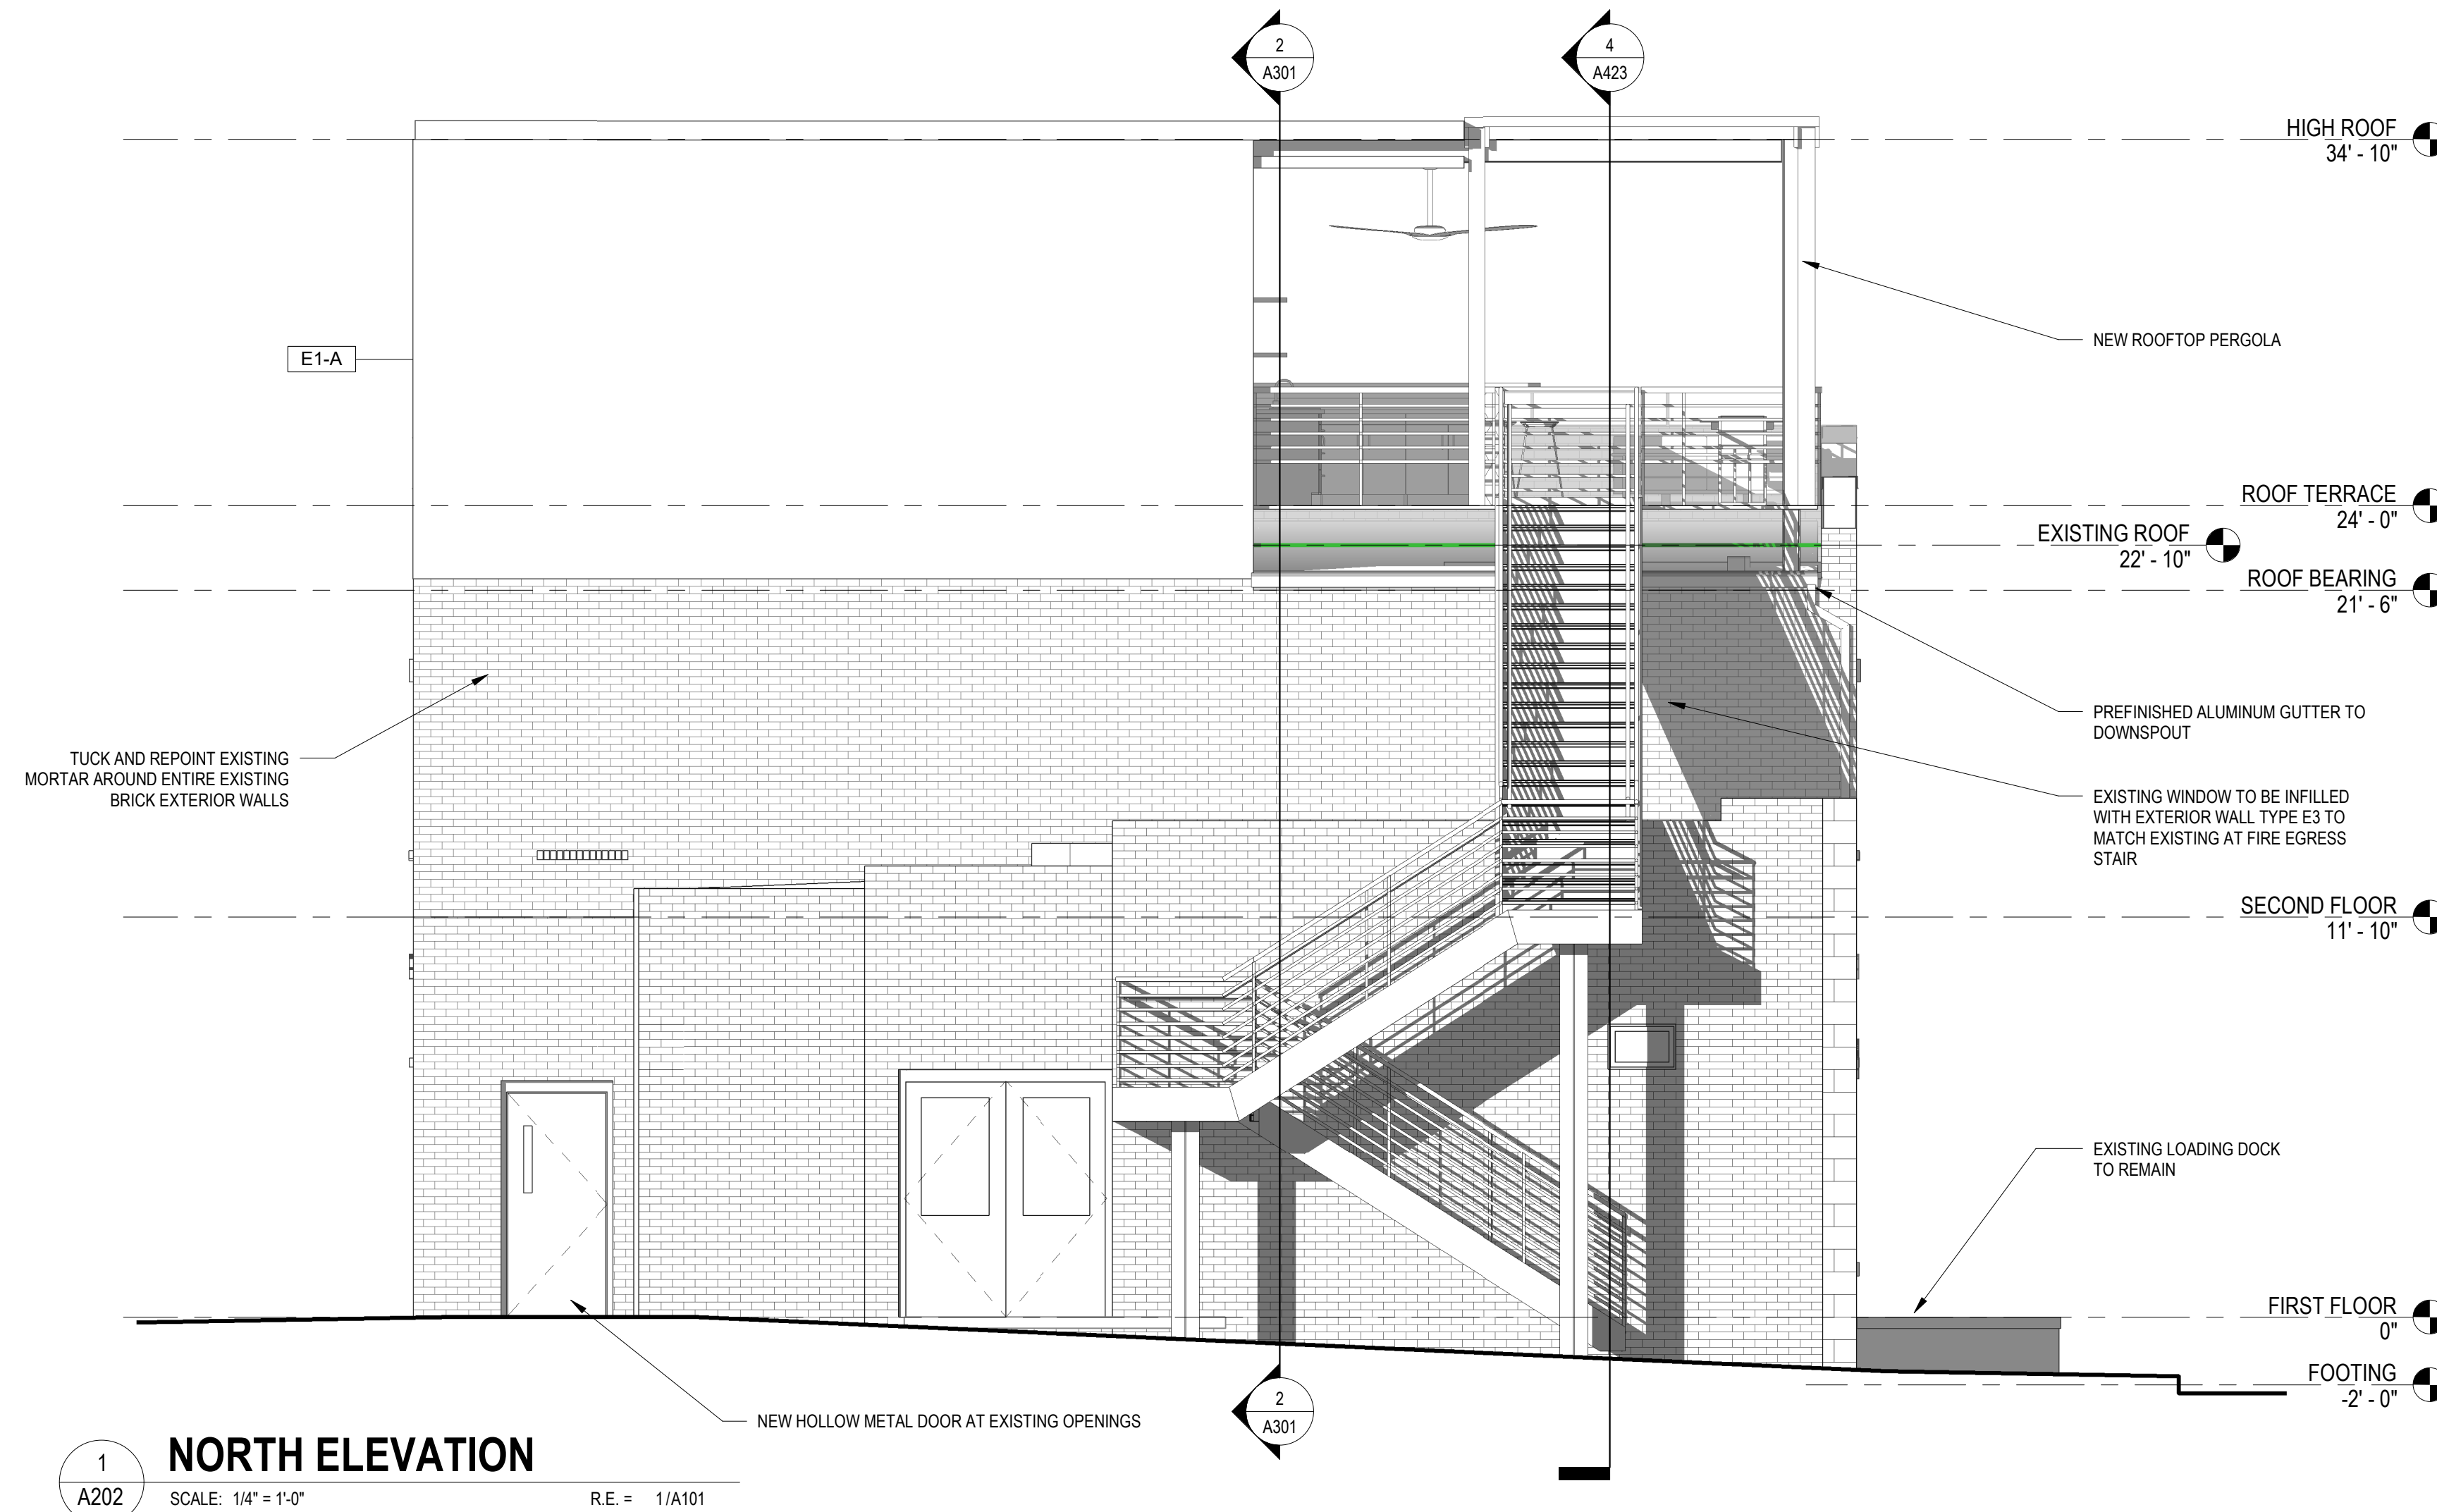 2
A301
4
A423
HIGH ROOF
34' - 10"
NEW ROOFTOP PERGOLA
E1-A
ROOF TERRACE
24' - 0"
EXISTING ROOF
22' - 10"
ROOF BEARING
21' - 6"
TUCK AND REPOINT EXISTING
MORTAR AROUND ENTIRE EXISTING
BRICK EXTERIOR WALLS
PREFINISHED ALUMINUM GUTTER TO
DOWNSPOUT
EXISTING WINDOW TO BE INFILLED
WITH EXTERIOR WALL TYPE E3 TO
MATCH EXISTING AT FIRE EGRESS
STAIR
SECOND FLOOR
11' - 10"
EXISTING LOADING DOCK
TO REMAIN
FIRST FLOOR
0"
FOOTING
-2' - 0"
NEW HOLLOW METAL DOOR AT EXISTING OPENINGS
2
A301
1
A202
NORTH ELEVATION
SCALE: 1/4" = 1'-0"
R.E. = 1/A101